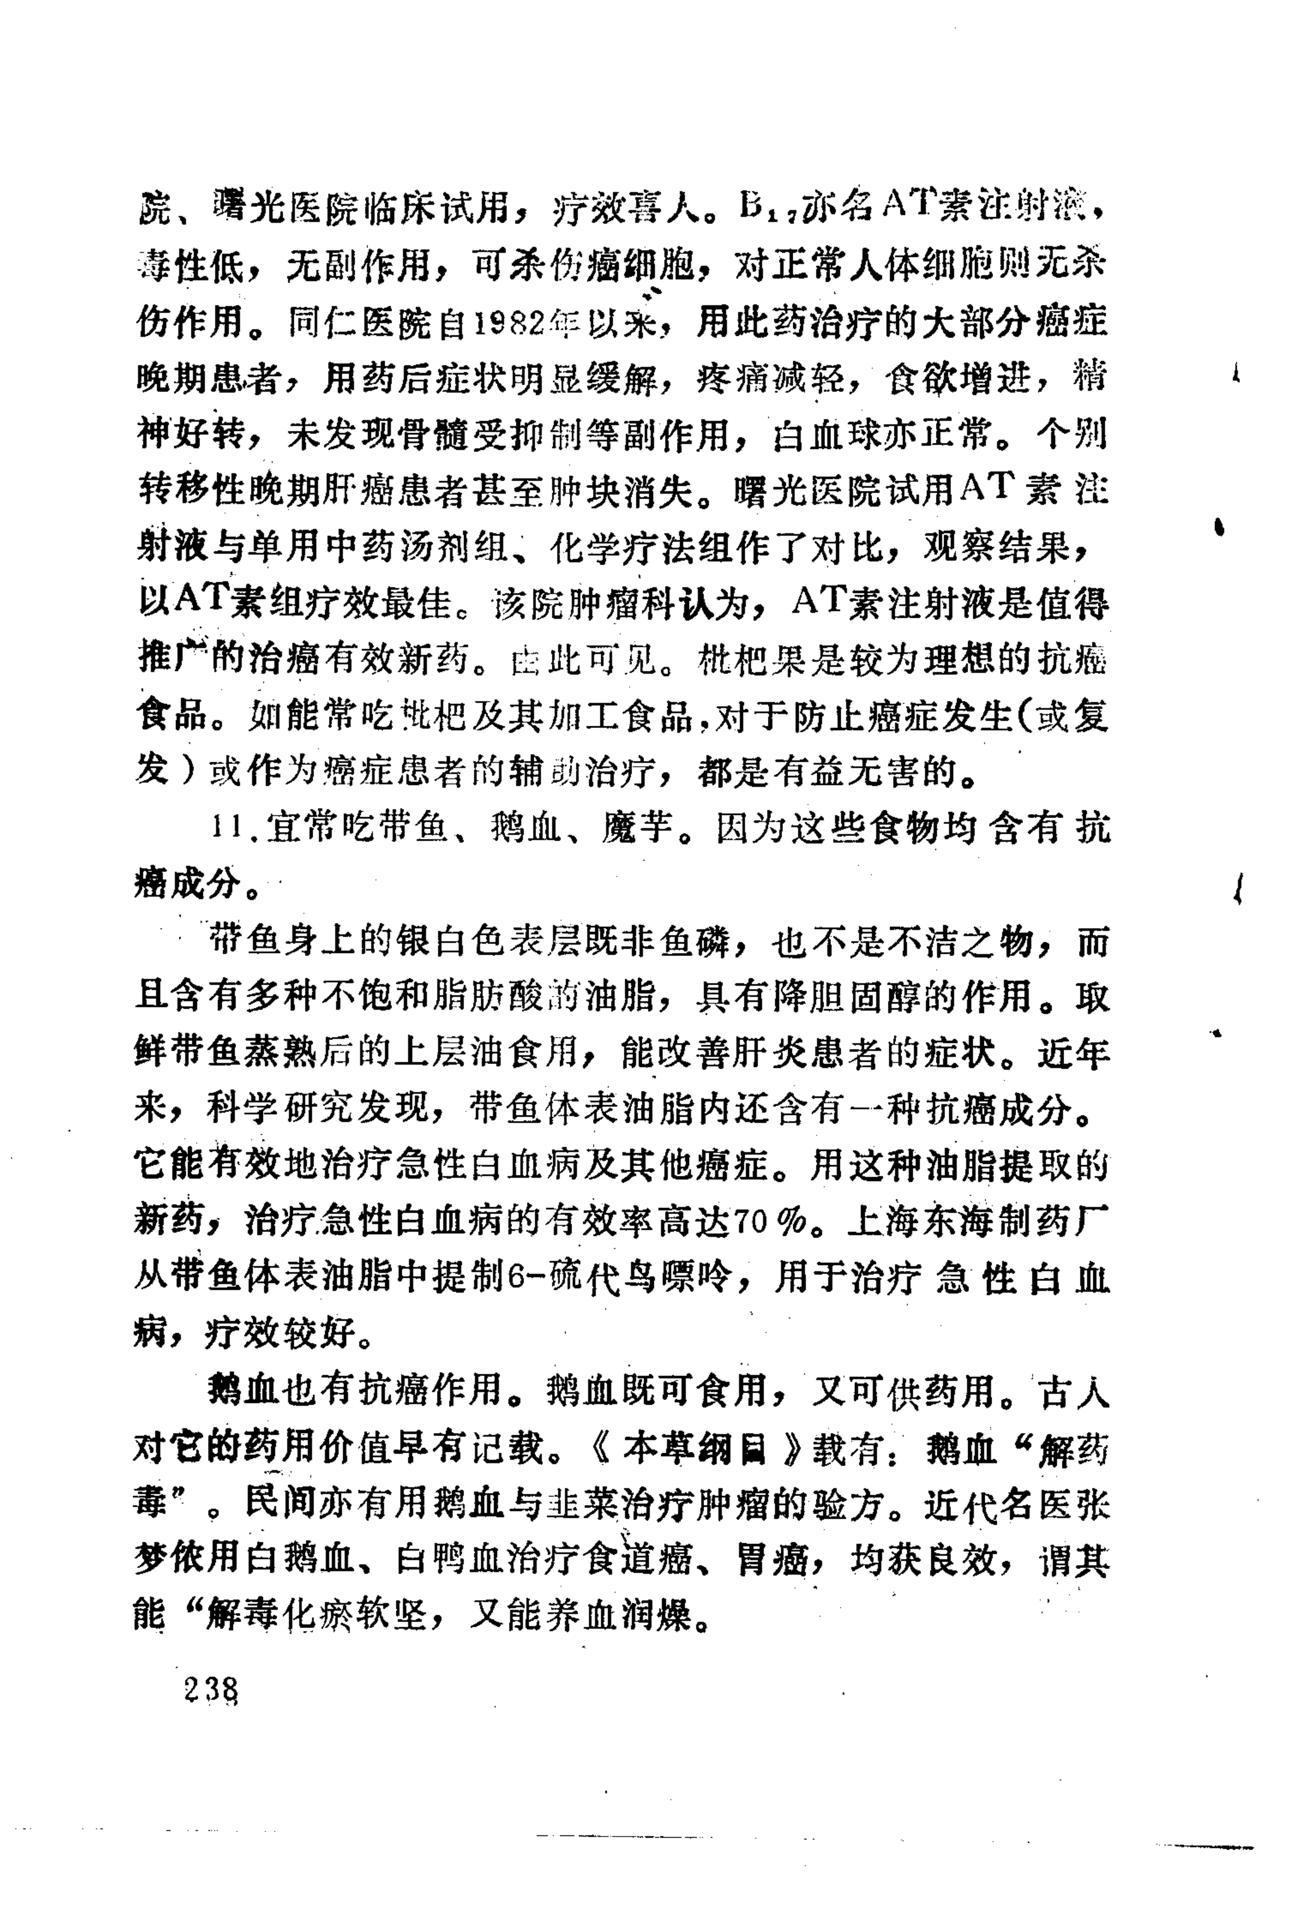 院、曙光医院临床试用，疗效喜人。B₁₇亦名AT素注射液，
毒性低，无副作用，可杀伤癌细胞，对正常人体细胞则无杀
伤作用。同仁医院自1982年以来，用此药治疗的大部分癌症
晚期患者，用药后症状明显缓解，疼痛减轻，食欲增进，精
神好转，未发现骨髓受抑制等副作用，白血球亦正常。个别
转移性晚期肝癌患者甚至肿块消失。曙光医院试用AT素注
射液与单用中药汤剂组、化学疗法组作了对比，观察结果，
以AT素组疗效最佳。该院肿瘤科认为，AT素注射液是值得
推广的治癌有效新药。由此可见。枇杷果是较为理想的抗癌
食品。如能常吃枇杷及其加工食品，对于防止癌症发生（或复
发）或作为癌症患者的辅助治疗，都是有益无害的。
11.宜常吃带鱼、鹅血、魔芋。因为这些食物均含有抗
癌成分。
带鱼身上的银白色表层既非鱼磷，也不是不洁之物，而
且含有多种不饱和脂肪酸的油脂，具有降胆固醇的作用。取
鲜带鱼蒸熟后的上层油食用，能改善肝炎患者的症状。近年
来，科学研究发现，带鱼体表油脂内还含有一种抗癌成分。
它能有效地治疗急性白血病及其他癌症。用这种油脂提取的
新药，治疗急性白血病的有效率高达70％。上海东海制药厂
从带鱼体表油脂中提制6-硫代鸟嘌呤，用于治疗急性白血
病，疗效较好。
鹅血也有抗癌作用。鹅血既可食用，又可供药用。古人
对它的药用价值早有记载。《本草纲目》载有：鹅血“解药
毒”。民间亦有用鹅血与韭菜治疗肿瘤的验方。近代名医张
梦侬用白鹅血、白鸭血治疗食道癌、胃癌，均获良效，谓其
能“解毒化瘀软坚，又能养血润燥。
238